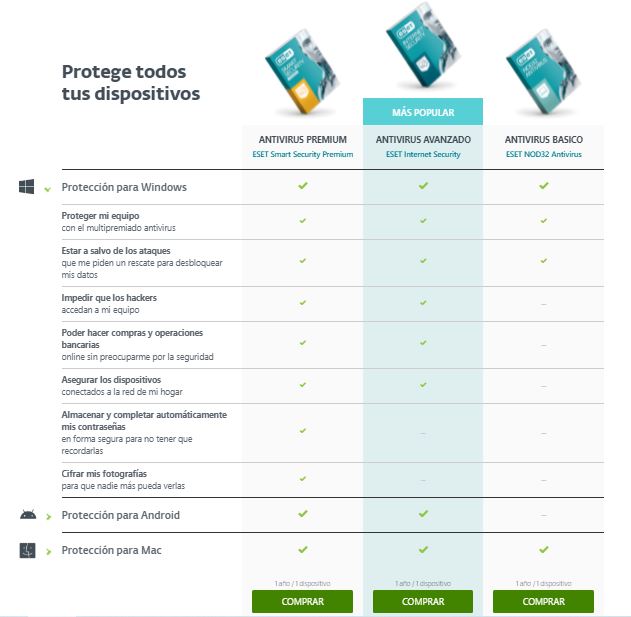 Protege todos
tus dispositivos
MÁS POPULAR
ANTIVIRUS PREMIUM
ESET Smart Security Premium
ANTIVIRUS AVANZADO
ESET Internet Security
ANTIVIRUS BASICO
ESET NOD32 Antivirus
Protección para Windows
Proteger mi equipo
con el multipremiado antivirus
Estar a salvo de los ataques
que me piden un rescate para desbloquear
mis datos
Impedir que los hackers
accedan a mi equipo
Poder hacer compras y operaciones
bancarias
online sin preocuparme por la seguridad
Asegurar los dispositivos
conectados a la red de mi hogar
Almacenar y completar automáticamente
mis contraseñas
en forma segura para no tener que
recordarlas
Cifrar mis fotografías
para que nadie más pueda verlas
Protección para Android
Protección para Mac
1 año / 1 dispositivo
1 año / 1 dispositivo
1 año / 1 dispositivo
COMPRAR
COMPRAR
COMPRAR